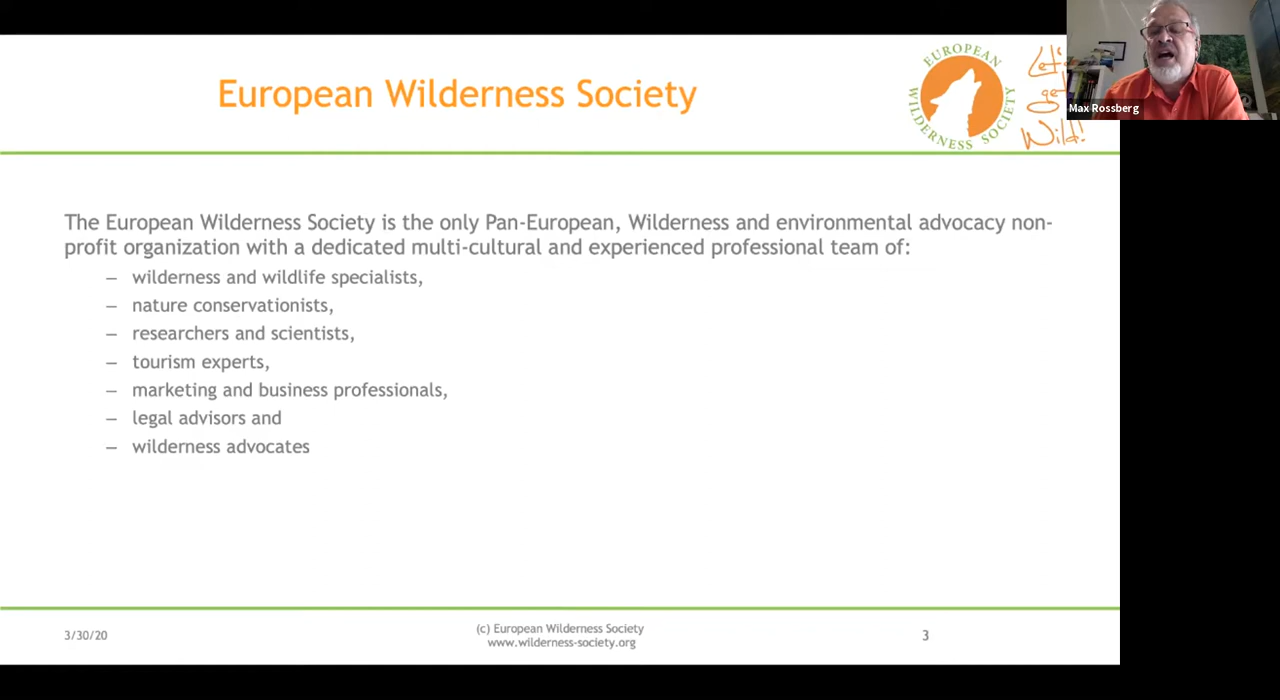 European Wilderness Society
EUROPEAN
WILDERNESS SOCIETY
Let's
get
Wild!
Max Rossberg
The European Wilderness Society is the only Pan-European, Wilderness and environmental advocacy non-
profit organization with a dedicated multi-cultural and experienced professional team of:
– wilderness and wildlife specialists,
– nature conservationists,
– researchers and scientists,
– tourism experts,
– marketing and business professionals,
– legal advisors and
– wilderness advocates
3/30/20
(c) European Wilderness Society
www.wilderness-society.org
3